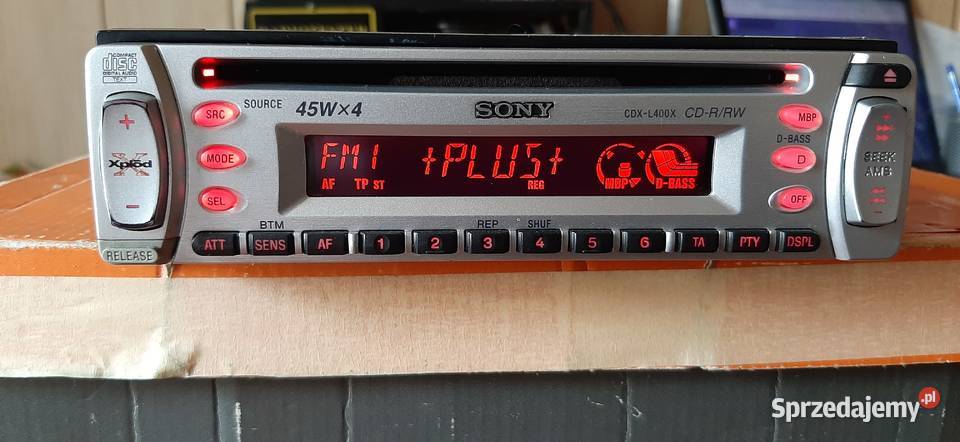 COMPACT
disc
DIGITAL AUDIO
TEXT
+
Xplod
−
RELEASE
SRC
SOURCE
45W×4
SONY
CDX-L400X CD-R/RW
MBP
D-BASS
MODE
D
SEL
OFF
FM1 +PLUS+
AF TP ST REG MBP D-BASS
+
SEEK
AMS
−
BTM REP SHUF
ATT SENS AF 1 2 3 4 5 6 TA PTY DSPL
Sprzedajemy.pl